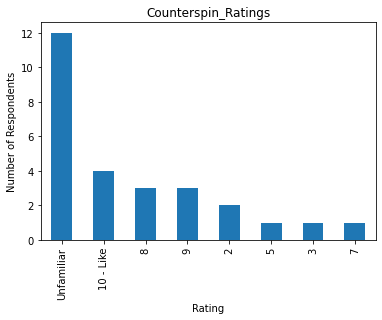 Counterspin_Ratings
Number of Respondents
12
10
8
6
4
2
0
Unfamiliar
10 - Like
8
9
2
5
3
7
Rating